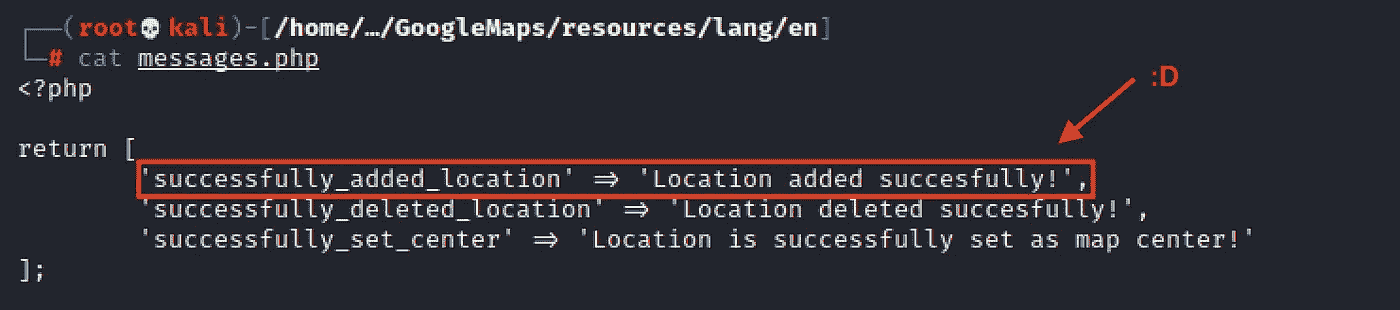 ┌──(root💀kali)-[/home/…/GoogleMaps/resources/lang/en]
└─# cat messages.php
<?php
:D
return [
'successfully_added_location' => 'Location added succesfully!',
'successfully_deleted_location' => 'Location deleted succesfully!',
'successfully_set_center' => 'Location is successfully set as map center!'
];